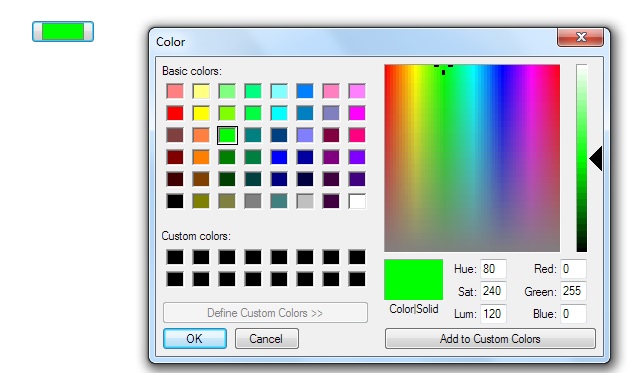 Color
Basic colors:
Custom colors:
Define Custom Colors >>
OK
Cancel
Color|Solid
Hue: 80
Sat: 240
Lum: 120
Red: 0
Green: 255
Blue: 0
Add to Custom Colors